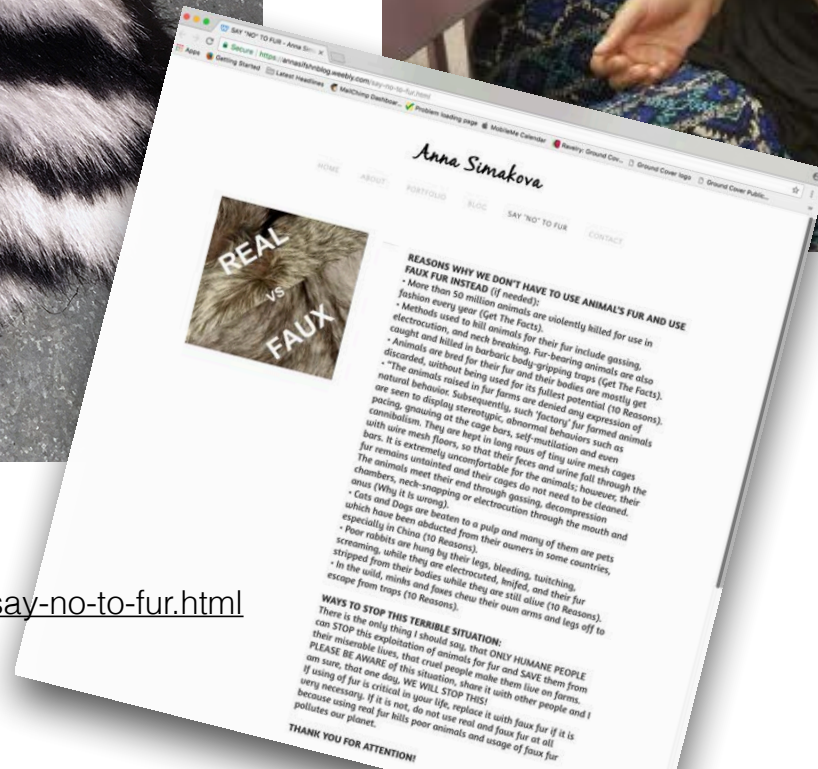 SAY "NO" TO FUR - Anna Sim
Secure | https://annasifshnblog.weebly.com/say-no-to-fur.html
Apps Getting Started Latest Headlines MailChimp Dashboar... Problem loading page MobileMe Calendar Ravelry: Ground Cov... Ground Cover logs Ground Cover Public...
Anna Simakova
HOME ABOUT PORTFOLIO BLOG SAY "NO" TO FUR CONTACT
REAL
VS
FAUX
REASONS WHY WE DON'T HAVE TO USE ANIMAL'S FUR AND USE
FAUX FUR INSTEAD (if needed):
• More than 50 million animals are violently killed for use in
fashion every year (Get The Facts).
• Methods used to kill animals for their fur include gassing,
electrocution, and neck breaking. Fur-bearing animals are also
caught and killed in barbaric body-gripping traps (Get The Facts).
• Animals are bred for their fur and their bodies are mostly get
discarded, without being used for its fullest potential (10 Reasons).
• "The animals raised in fur farms are denied any expression of
natural behavior. Subsequently, such 'factory' fur formed animals
are seen to display stereotypic, abnormal behaviors such as
pacing, gnawing at the cage bars, self-mutilation and even
cannibalism. They are kept in long rows of tiny wire mesh cages
with wire mesh floors, so that their feces and urine fall through the
bars. It is extremely uncomfortable for the animals; however, their
fur remains untainted and their cages do not need to be cleaned.
The animals meet their end through gassing, decompression
chambers, neck-snapping or electrocution through the mouth and
anus (Why it is wrong).
• Cats and Dogs are beaten to a pulp and many of them are pets
which have been abducted from their owners in some countries,
especially in China (10 Reasons).
• Poor rabbits are hung by their legs, bleeding, twitching,
screaming, while they are electrocuted, knifed, and their fur
stripped from their bodies while they are still alive (10 Reasons).
• In the wild, minks and foxes chew their own arms and legs off to
escape from traps (10 Reasons).
WAYS TO STOP THIS TERRIBLE SITUATION:
There is the only thing I should say, that ONLY HUMANE PEOPLE
can STOP this exploitation of animals for fur and SAVE them from
their miserable lives, that cruel people make them live on farms.
PLEASE BE AWARE of this situation, share it with other people and I
am sure, that one day, WE WILL STOP THIS!
If using of fur is critical in your life, replace it with faux fur if it is
very necessary. If it is not, do not use real and faux fur at all
because using real fur kills poor animals and usage of faux fur
pollutes our planet.
THANK YOU FOR ATTENTION!
say-no-to-fur.html